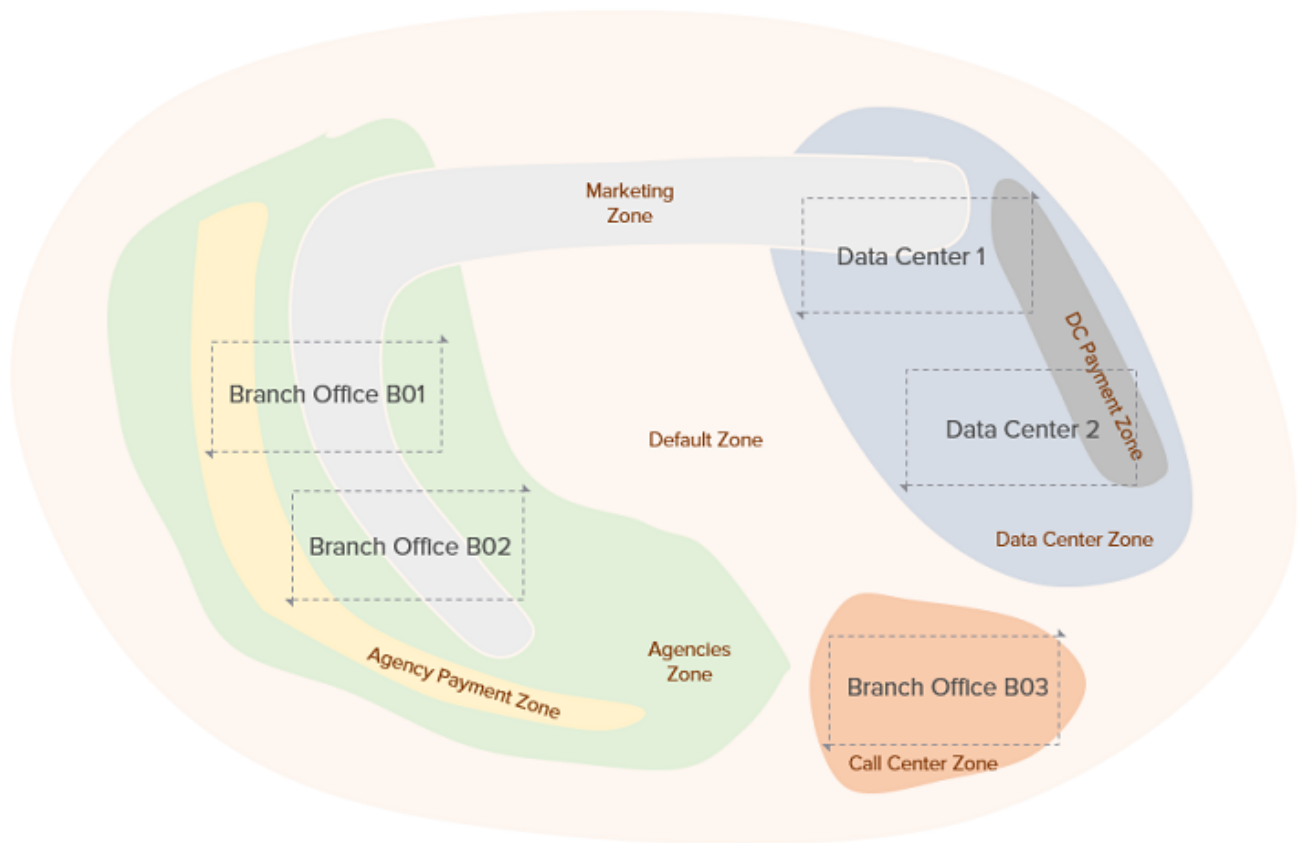 Marketing
Zone
Data Center 1
DC Payment Zone
Branch Office B01
Data Center 2
Default Zone
Data Center Zone
Branch Office B02
Agencies
Zone
Agency Payment Zone
Branch Office B03
Call Center Zone